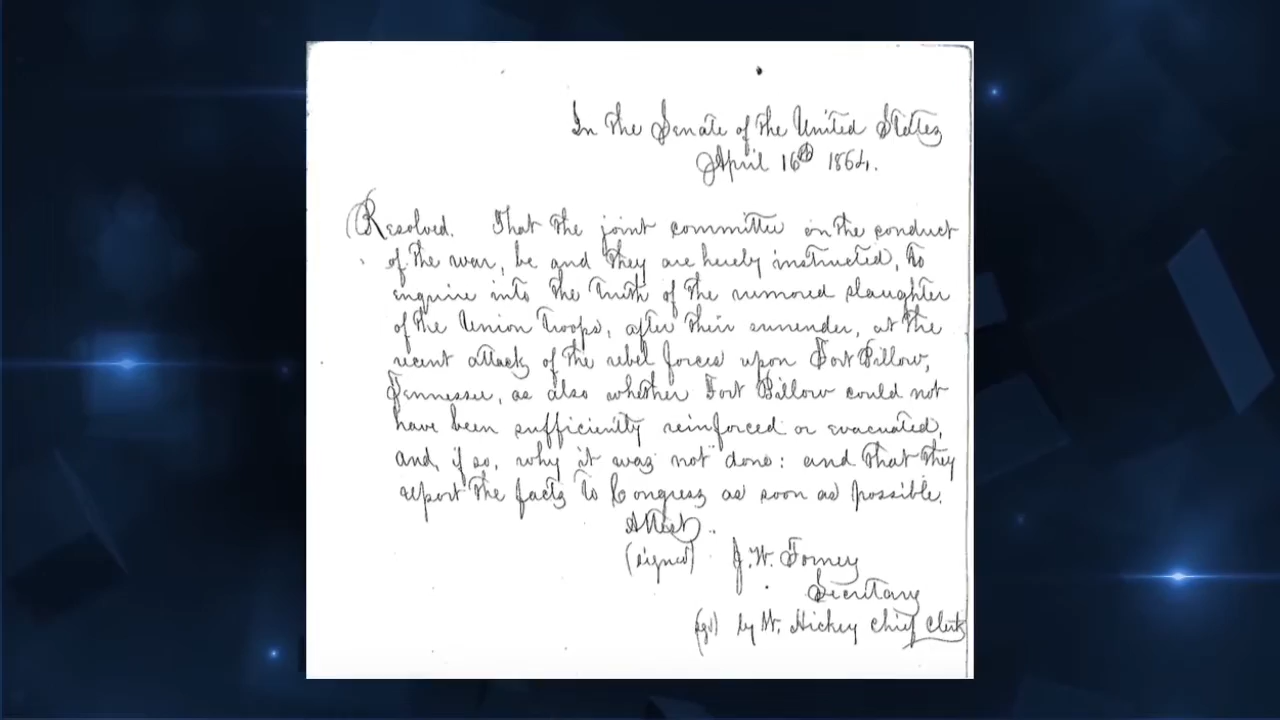 In the Senate of the United States
April 16th 1864.
Resolved. That the joint committee on the conduct
of the war, be and they are hereby instructed, to
enquire into the truth of the rumored slaughter
of the Union Troops, after their surrender, at the
recent attack of the rebel forces upon Fort Pillow,
Tennessee, as also whether Fort Pillow could not
have been sufficiently reinforced or evacuated,
and, if so, why it was not done: and that they
report the facts to Congress as soon as possible.
Attest.
(signed) J. W. Forney
Secretary
(sgd) by W. Hickey Chief Clerk